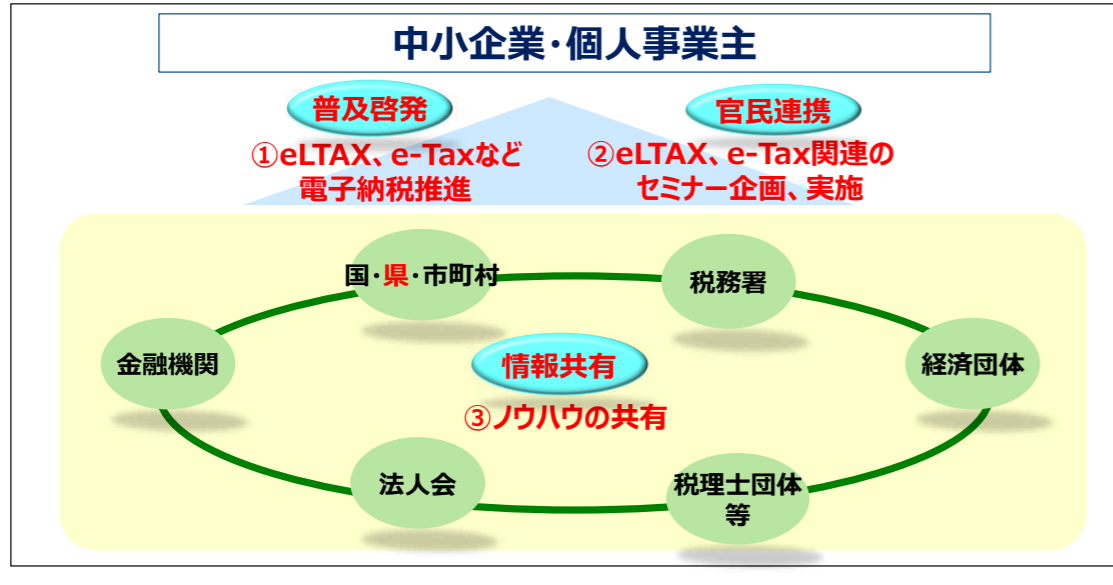 中小企業・個人事業主
普及啓発
①eLTAX、e-Taxなど
電子納税推進
官民連携
②eLTAX、e-Tax関連の
セミナー企画、実施
国・県・市町村
税務署
金融機関
情報共有
経済団体
③ノウハウの共有
法人会
税理士団体
等